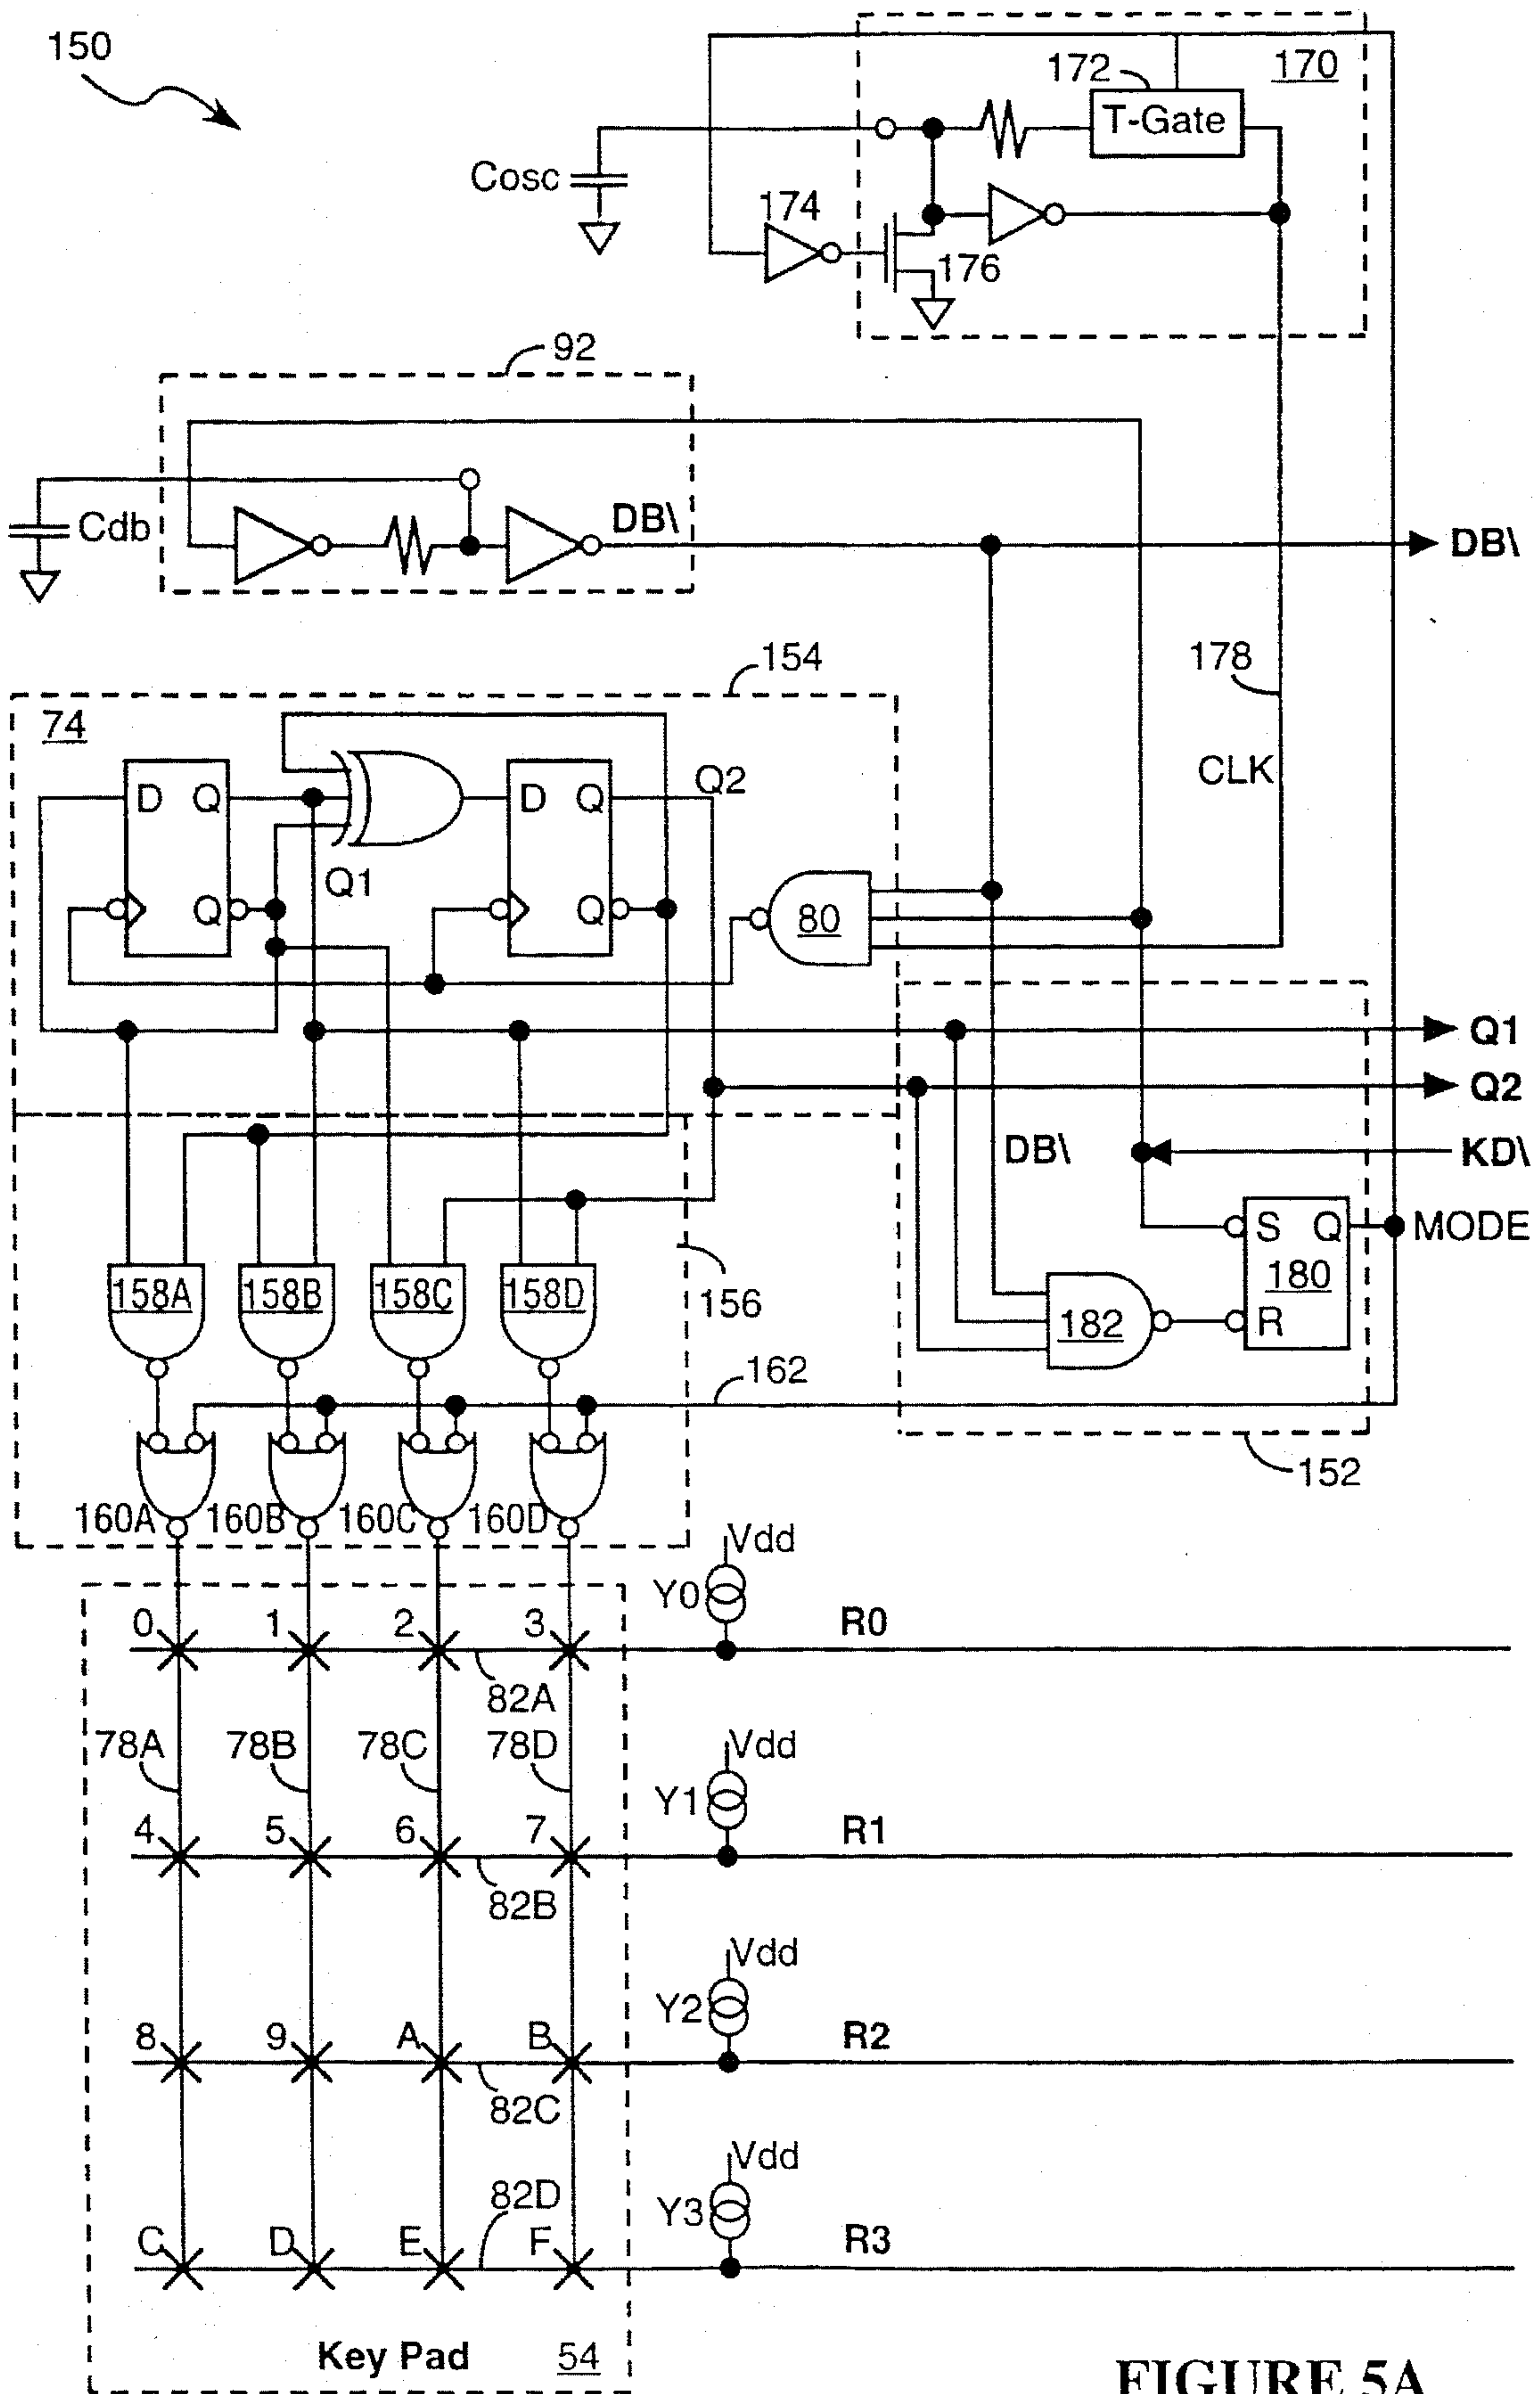 150
172
170
T-Gate
Cosc
174
176
92
Cdb
DB\
DB\
154
178
74
D Q
Q2
D Q
CLK
Q1
Q
Q
80
Q1
Q2
DB\
KD\
S Q
MODE
180
158A
158B
158C
158D
156
182
R
162
152
160A
160B
160C
160D
Vdd
Y0
0
1
2
3
R0
82A
78A
78B
78C
78D
Vdd
Y1
4
5
6
7
R1
82B
Vdd
Y2
8
9
A
B
R2
82C
Vdd
82D
Y3
C
D
E
F
R3
Key Pad
54
FIGURE 5A